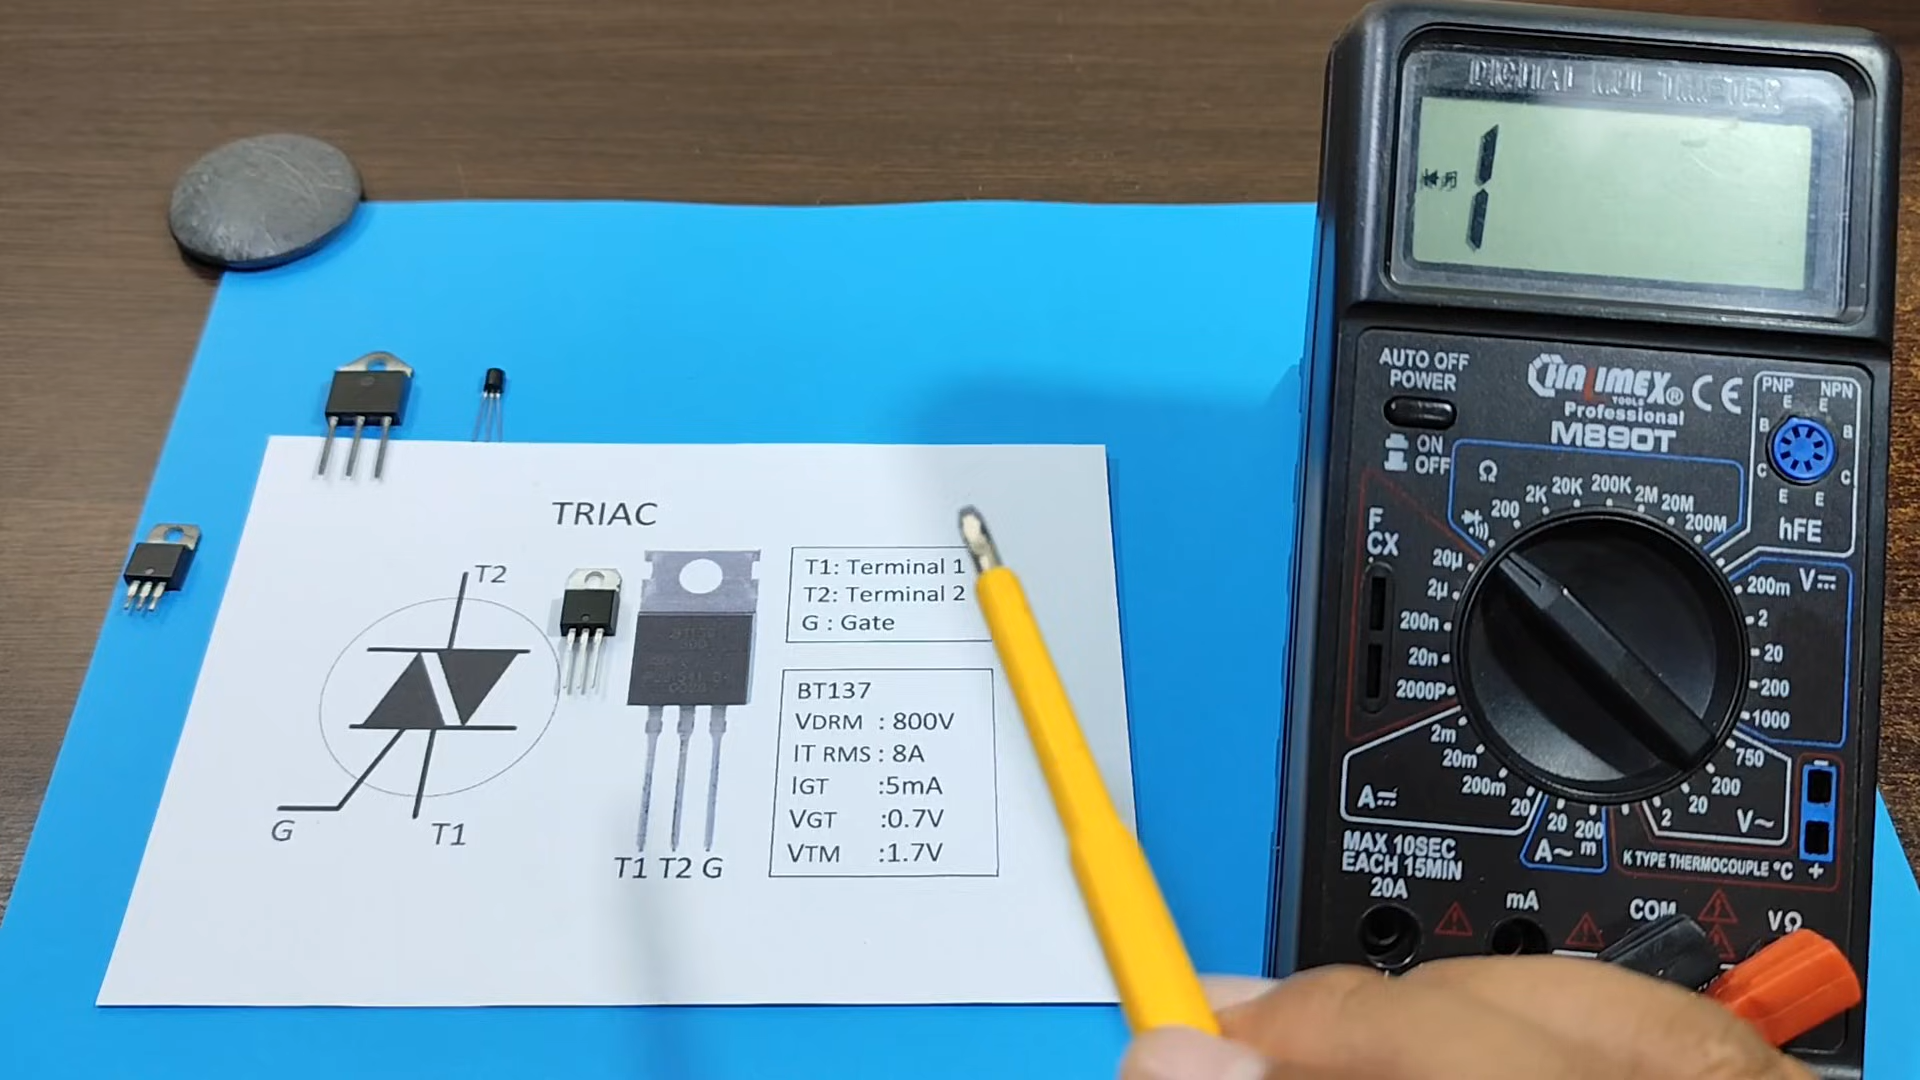 TRIAC
T2
G
T1
T1 T2 G
T1: Terminal 1
T2: Terminal 2
G : Gate
BT137
VDRM : 800V
IT RMS : 8A
IGT :5mA
VGT :0.7V
VTM :1.7V
DIGITAL MULTIMETER
1
AUTO OFF
POWER
ON
OFF
CHALIMEX®
TOOLS
CE
Professional
M890T
PNP
NPN
E
E
B
B
C
C
E
E
hFE
Ω
200
2K
20K
200K
2M
20M
200M
F
CX
20µ
2µ
200n
20n
2000P
2m
20m
200m
20
A
20
200
m
A~
V
200m
2
20
200
1000
750
200
20
2
V~
K TYPE THERMOCOUPLE °C
-
+
MAX 10SEC
EACH 15MIN
20A
mA
COM
VΩ